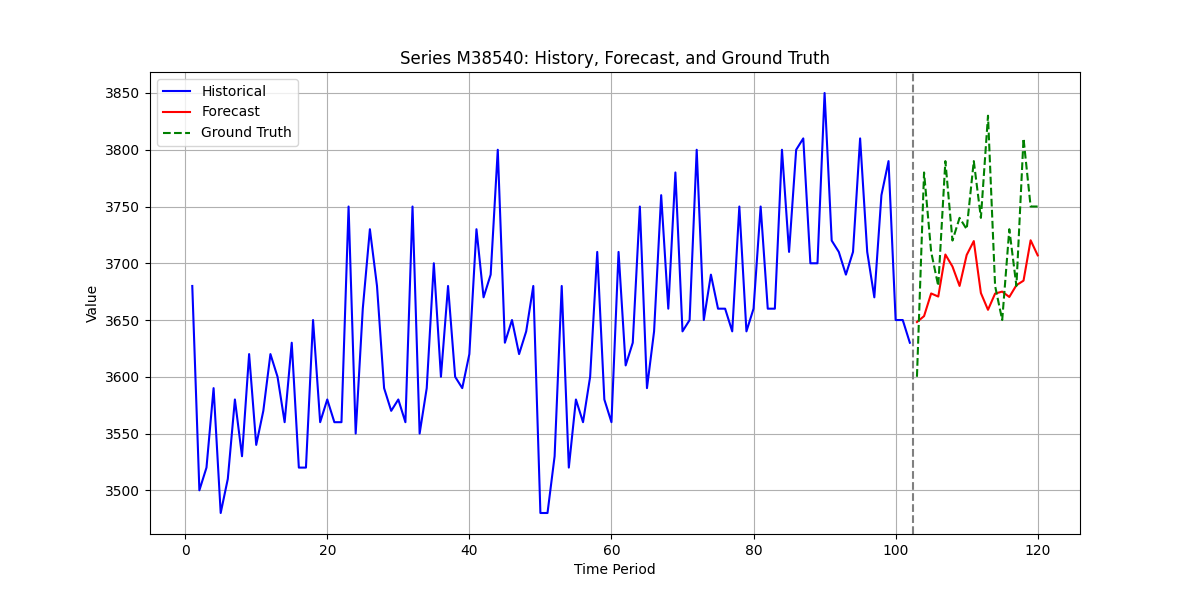 Series M38540: History, Forecast, and Ground Truth
Historical
Forecast
Ground Truth
Value
3850
3800
3750
3700
3650
3600
3550
3500
0 20 40 60 80 100 120
Time Period